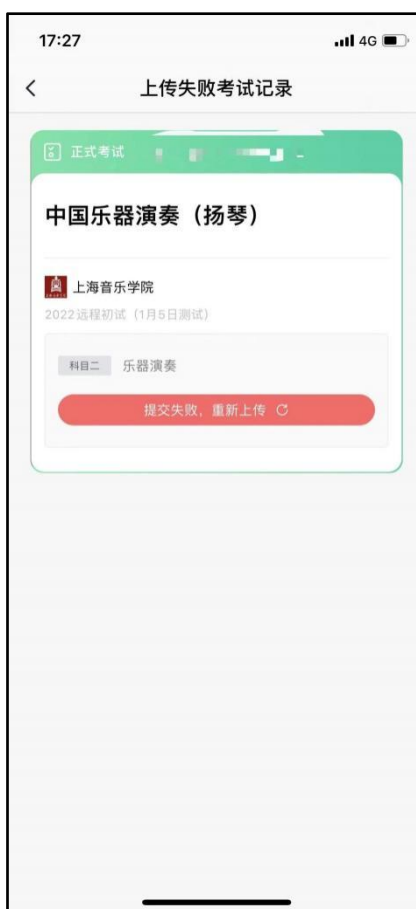 17:27
4G
上传失败考试记录
正式考试
中国乐器演奏（扬琴）
上海音乐学院
2022远程初试（1月5日测试）
科目二 乐器演奏
提交失败，重新上传